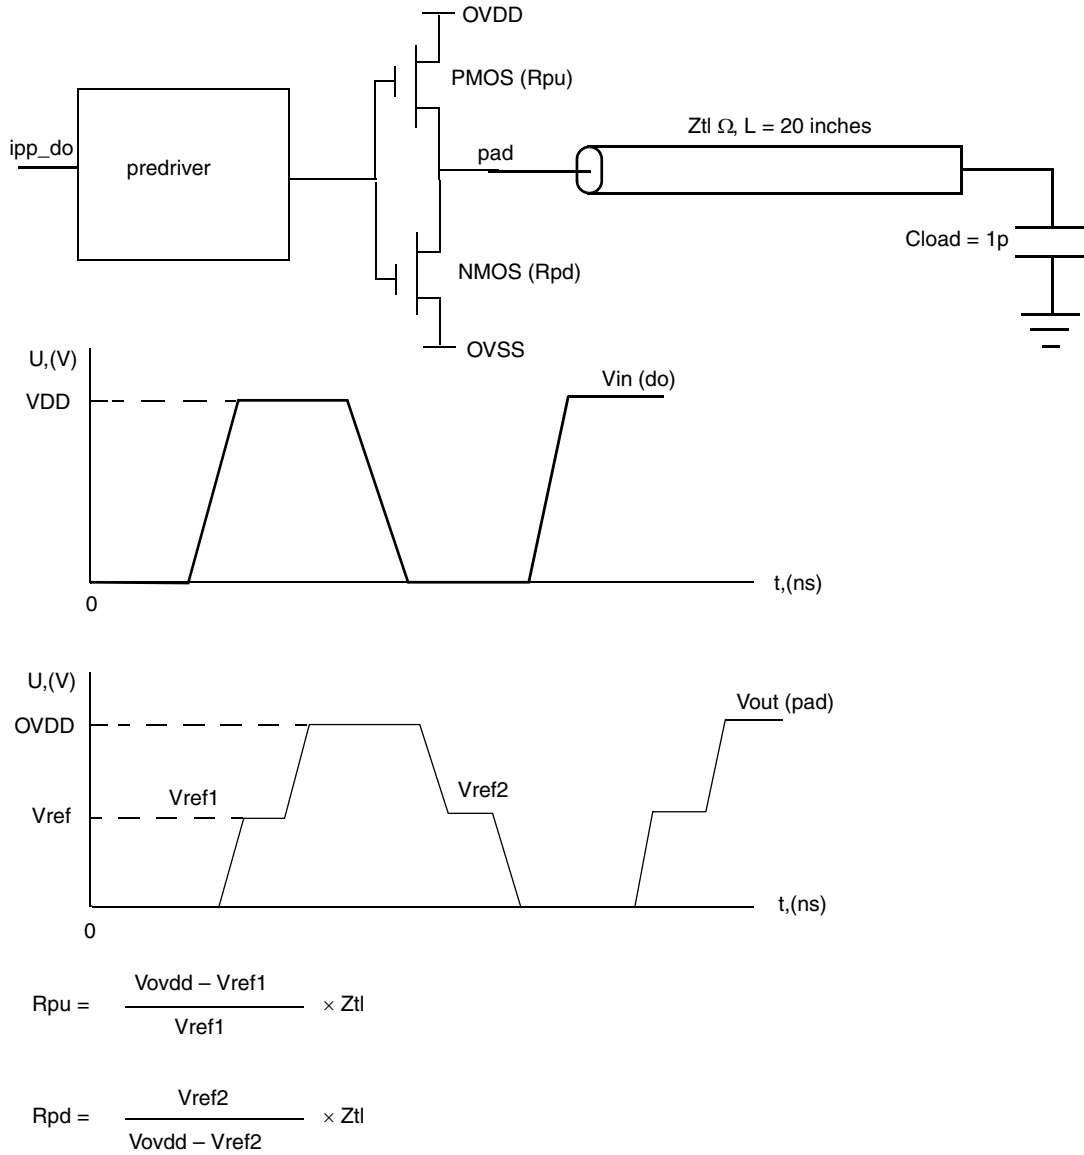 OVDD
PMOS (Rpu)
Ztl Ω, L = 20 inches
ipp_do
predriver
pad
Cload = 1p
NMOS (Rpd)
OVSS
U,(V)
VDD
Vin (do)
t,(ns)
0
U,(V)
OVDD
Vout (pad)
Vref1
Vref2
Vref
t,(ns)
0
Vovdd – Vref1
Rpu = × Ztl
Vref1
Vref2
Rpd = × Ztl
Vovdd – Vref2